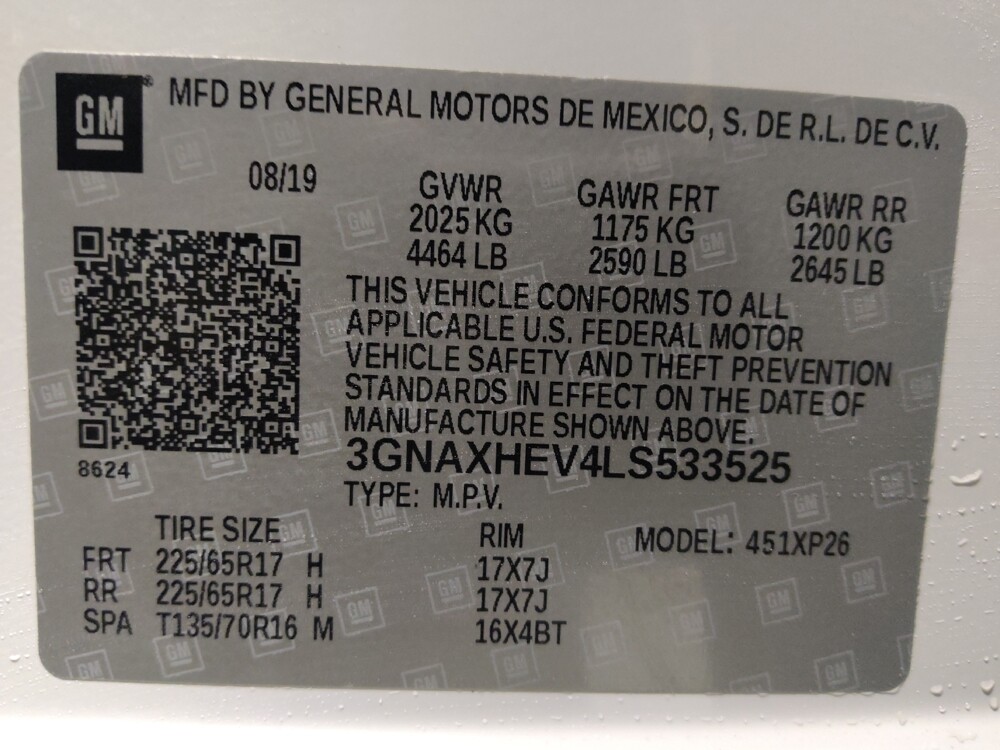 GM® MFD BY GENERAL MOTORS DE MEXICO, S. DE R.L. DE C.V.
08/19 GVWR GAWR FRT GAWR RR
2025 KG 1175 KG 1200 KG
4464 LB 2590 LB 2645 LB
THIS VEHICLE CONFORMS TO ALL
APPLICABLE U.S. FEDERAL MOTOR
VEHICLE SAFETY AND THEFT PREVENTION
STANDARDS IN EFFECT ON THE DATE OF
MANUFACTURE SHOWN ABOVE.
8624 3GNAXHEV4LS533525
TYPE: M.P.V.
TIRE SIZE RIM MODEL: 451XP26
FRT 225/65R17 H 17X7J
RR 225/65R17 H 17X7J
SPA T135/70R16 M 16X4BT